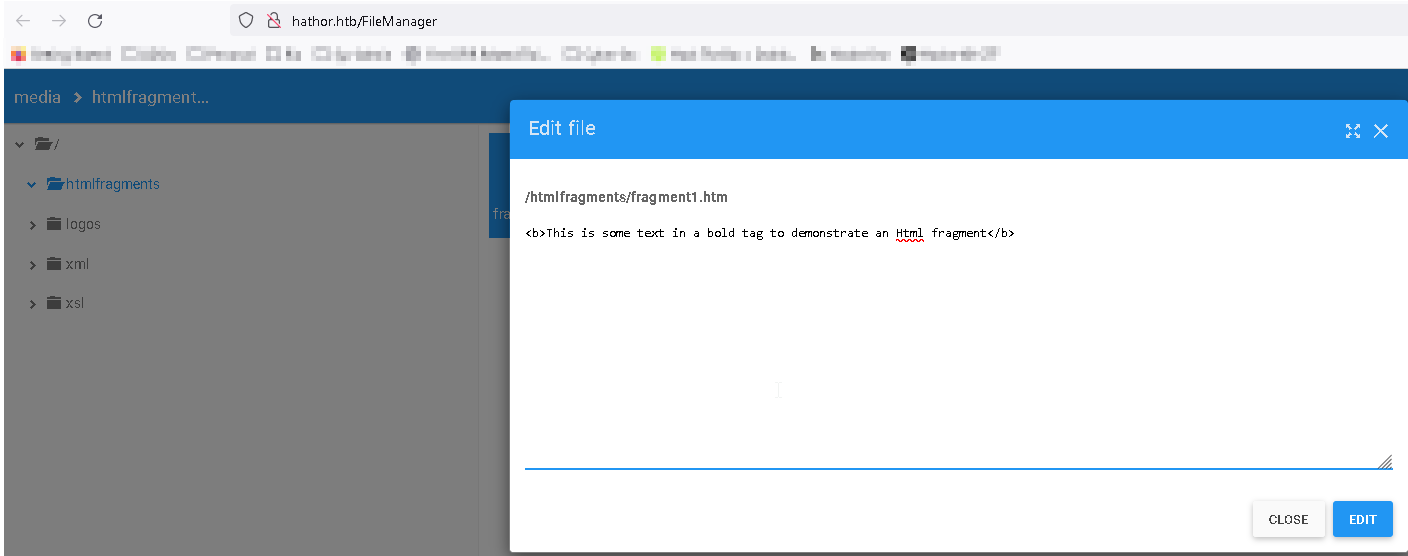 hathor.htb/FileManager
media > htmlfragment...
Edit file
/
htmlfragments
logos
xml
xsl
fra
/htmlfragments/fragment1.htm
<b>This is some text in a bold tag to demonstrate an Html fragment</b>
CLOSE
EDIT